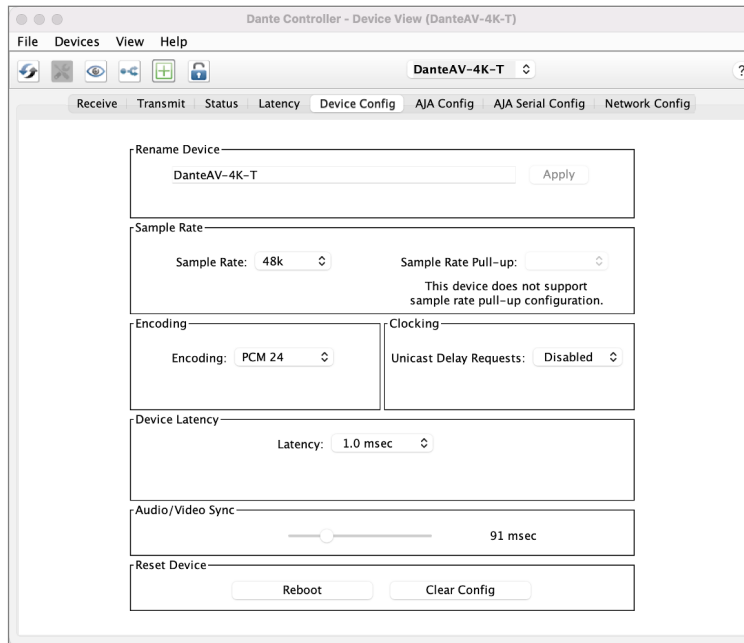 Dante Controller - Device View (DanteAV-4K-T)
File Devices View Help
DanteAV-4K-T
?
Receive Transmit Status Latency Device Config AJA Config AJA Serial Config Network Config
Rename Device
DanteAV-4K-T Apply
Sample Rate
Sample Rate: 48k Sample Rate Pull-up:
This device does not support
sample rate pull-up configuration.
Encoding Clocking
Encoding: PCM 24 Unicast Delay Requests: Disabled
Device Latency
Latency: 1.0 msec
Audio/Video Sync
91 msec
Reset Device
Reboot Clear Config